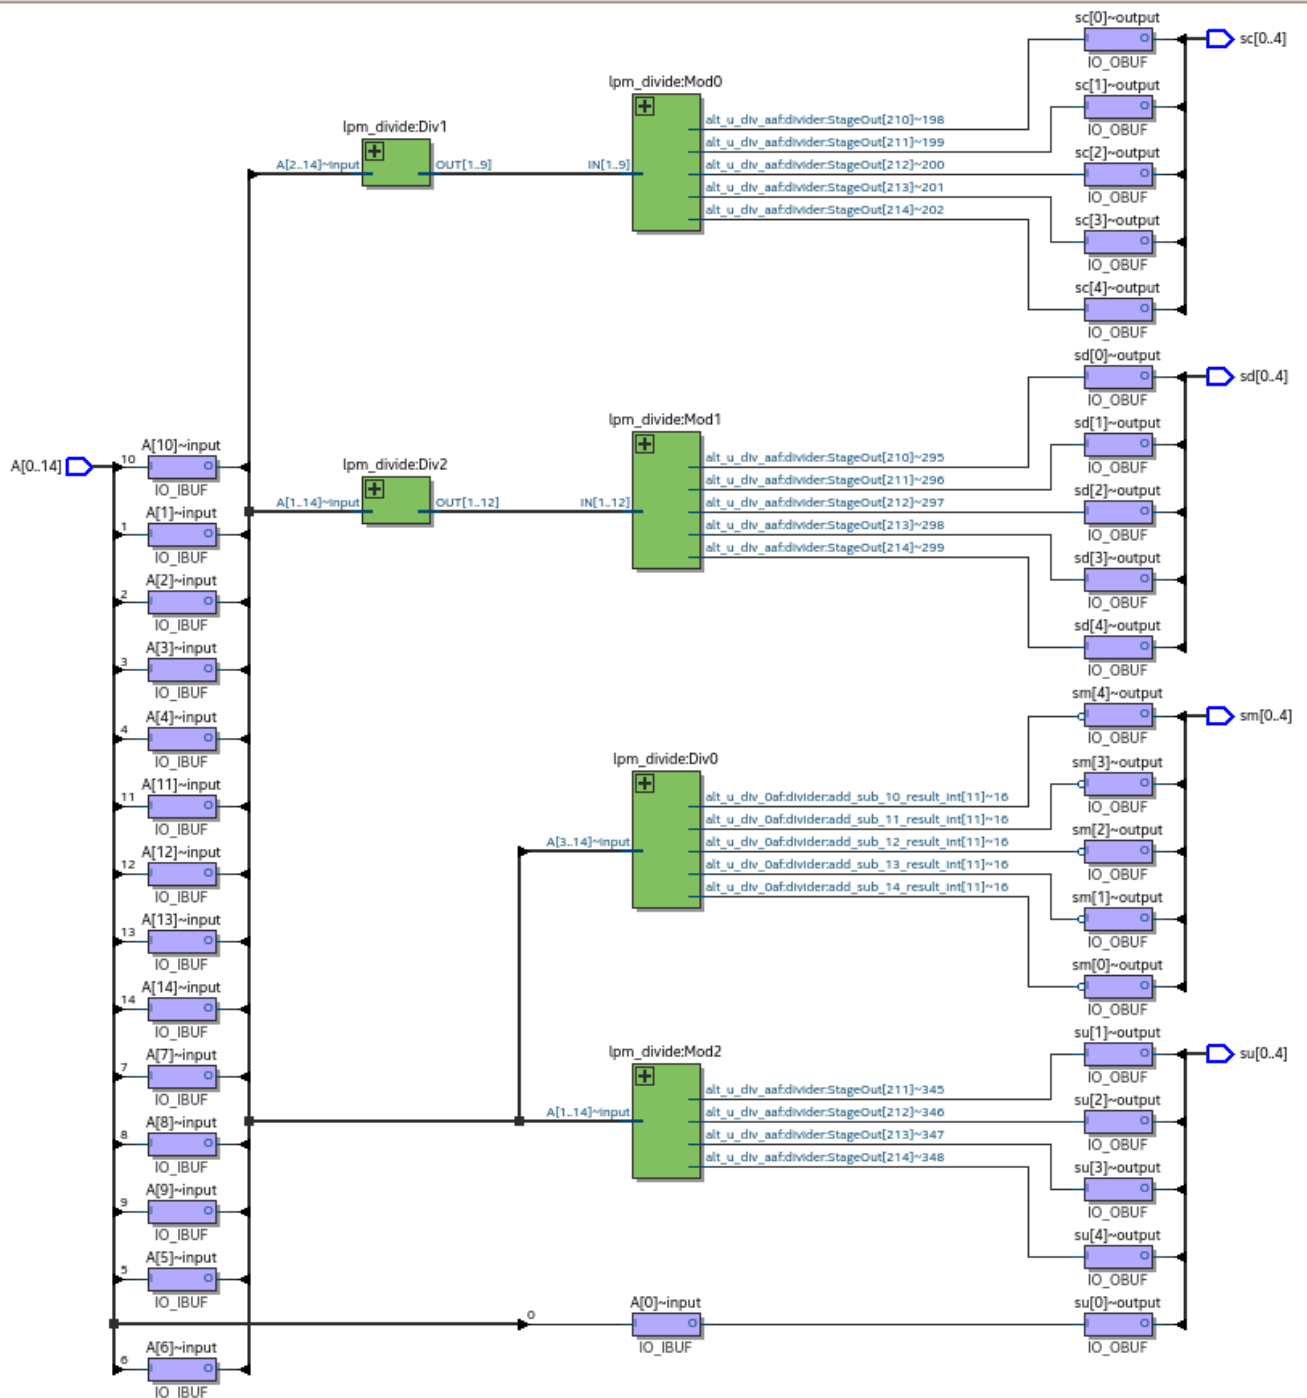 sc[0]~output
sc[0..4]
IO_OBUF
lpm_divide:Mod0
sc[1]~output
alt_u_div_aaf:divider:StageOut[210]~198
IO_OBUF
lpm_divide:Div1
alt_u_div_aaf:divider:StageOut[211]~199
sc[2]~output
A[2..14]~input
OUT[1..9]
IN[1..9]
alt_u_div_aaf:divider:StageOut[212]~200
IO_OBUF
alt_u_div_aaf:divider:StageOut[213]~201
alt_u_div_aaf:divider:StageOut[214]~202
sc[3]~output
IO_OBUF
sc[4]~output
IO_OBUF
sd[0]~output
sd[0..4]
IO_OBUF
lpm_divide:Mod1
sd[1]~output
A[10]~input
A[0..14]
10
IO_IBUF
lpm_divide:Div2
alt_u_div_aaf:divider:StageOut[210]~295
IO_OBUF
alt_u_div_aaf:divider:StageOut[211]~296
sd[2]~output
A[1..14]~input
OUT[1..12]
IN[1..12]
alt_u_div_aaf:divider:StageOut[212]~297
A[1]~input
1
IO_IBUF
alt_u_div_aaf:divider:StageOut[213]~298
IO_OBUF
alt_u_div_aaf:divider:StageOut[214]~299
sd[3]~output
A[2]~input
2
IO_IBUF
IO_OBUF
sd[4]~output
A[3]~input
3
IO_IBUF
IO_OBUF
sm[4]~output
sm[0..4]
A[4]~input
4
IO_IBUF
IO_OBUF
lpm_divide:Div0
sm[3]~output
A[11]~input
11
IO_IBUF
alt_u_div_0af:divider:add_sub_10_result_int[11]~16
IO_OBUF
alt_u_div_0af:divider:add_sub_11_result_int[11]~16
sm[2]~output
A[3..14]~input
alt_u_div_0af:divider:add_sub_12_result_int[11]~16
A[12]~input
12
IO_IBUF
alt_u_div_0af:divider:add_sub_13_result_int[11]~16
IO_OBUF
alt_u_div_0af:divider:add_sub_14_result_int[11]~16
sm[1]~output
A[13]~input
13
IO_IBUF
IO_OBUF
sm[0]~output
A[14]~input
14
IO_IBUF
IO_OBUF
su[1]~output
su[0..4]
A[7]~input
7
IO_IBUF
lpm_divide:Mod2
IO_OBUF
alt_u_div_aaf:divider:StageOut[211]~345
su[2]~output
A[1..14]~input
alt_u_div_aaf:divider:StageOut[212]~346
A[8]~input
8
IO_IBUF
alt_u_div_aaf:divider:StageOut[213]~347
IO_OBUF
alt_u_div_aaf:divider:StageOut[214]~348
su[3]~output
A[9]~input
9
IO_IBUF
IO_OBUF
su[4]~output
A[5]~input
5
IO_IBUF
IO_OBUF
0
A[0]~input
IO_IBUF
su[0]~output
IO_OBUF
A[6]~input
6
IO_IBUF